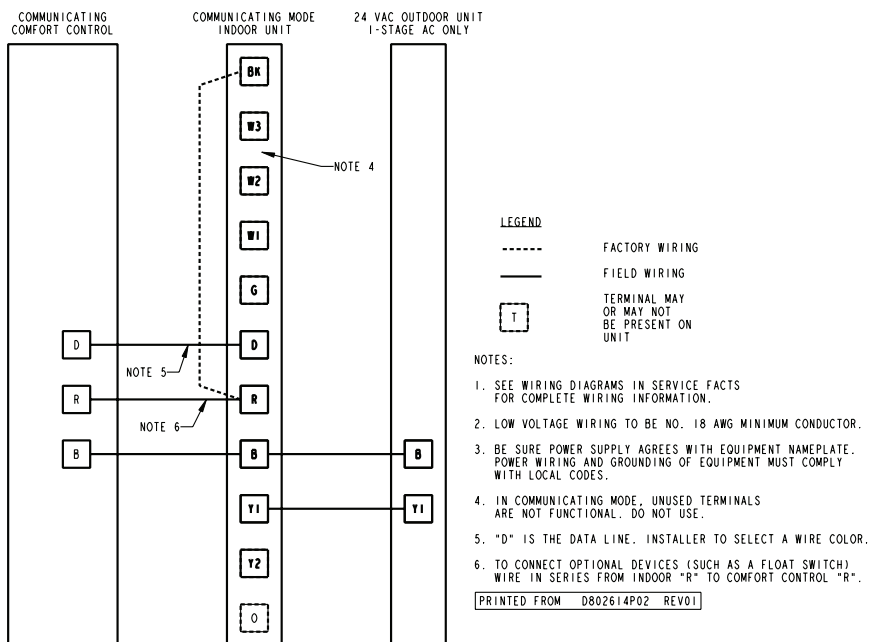 COMMUNICATING
COMFORT CONTROL
COMMUNICATING MODE
INDOOR UNIT
24 VAC OUTDOOR UNIT
1-STAGE AC ONLY
BK
W3
NOTE 4
W2
W1
G
D
D
NOTE 5
R
R
NOTE 6
B
B
B
Y1
Y1
Y2
O
LEGEND
FACTORY WIRING
FIELD WIRING
T
TERMINAL MAY
OR MAY NOT
BE PRESENT ON
UNIT
NOTES:
1. SEE WIRING DIAGRAMS IN SERVICE FACTS
FOR COMPLETE WIRING INFORMATION.
2. LOW VOLTAGE WIRING TO BE NO. 18 AWG MINIMUM CONDUCTOR.
3. BE SURE POWER SUPPLY AGREES WITH EQUIPMENT NAMEPLATE.
POWER WIRING AND GROUNDING OF EQUIPMENT MUST COMPLY
WITH LOCAL CODES.
4. IN COMMUNICATING MODE, UNUSED TERMINALS
ARE NOT FUNCTIONAL. DO NOT USE.
5. "D" IS THE DATA LINE. INSTALLER TO SELECT A WIRE COLOR.
6. TO CONNECT OPTIONAL DEVICES (SUCH AS A FLOAT SWITCH)
WIRE IN SERIES FROM INDOOR "R" TO COMFORT CONTROL "R".
PRINTED FROM D802614P02 REV01